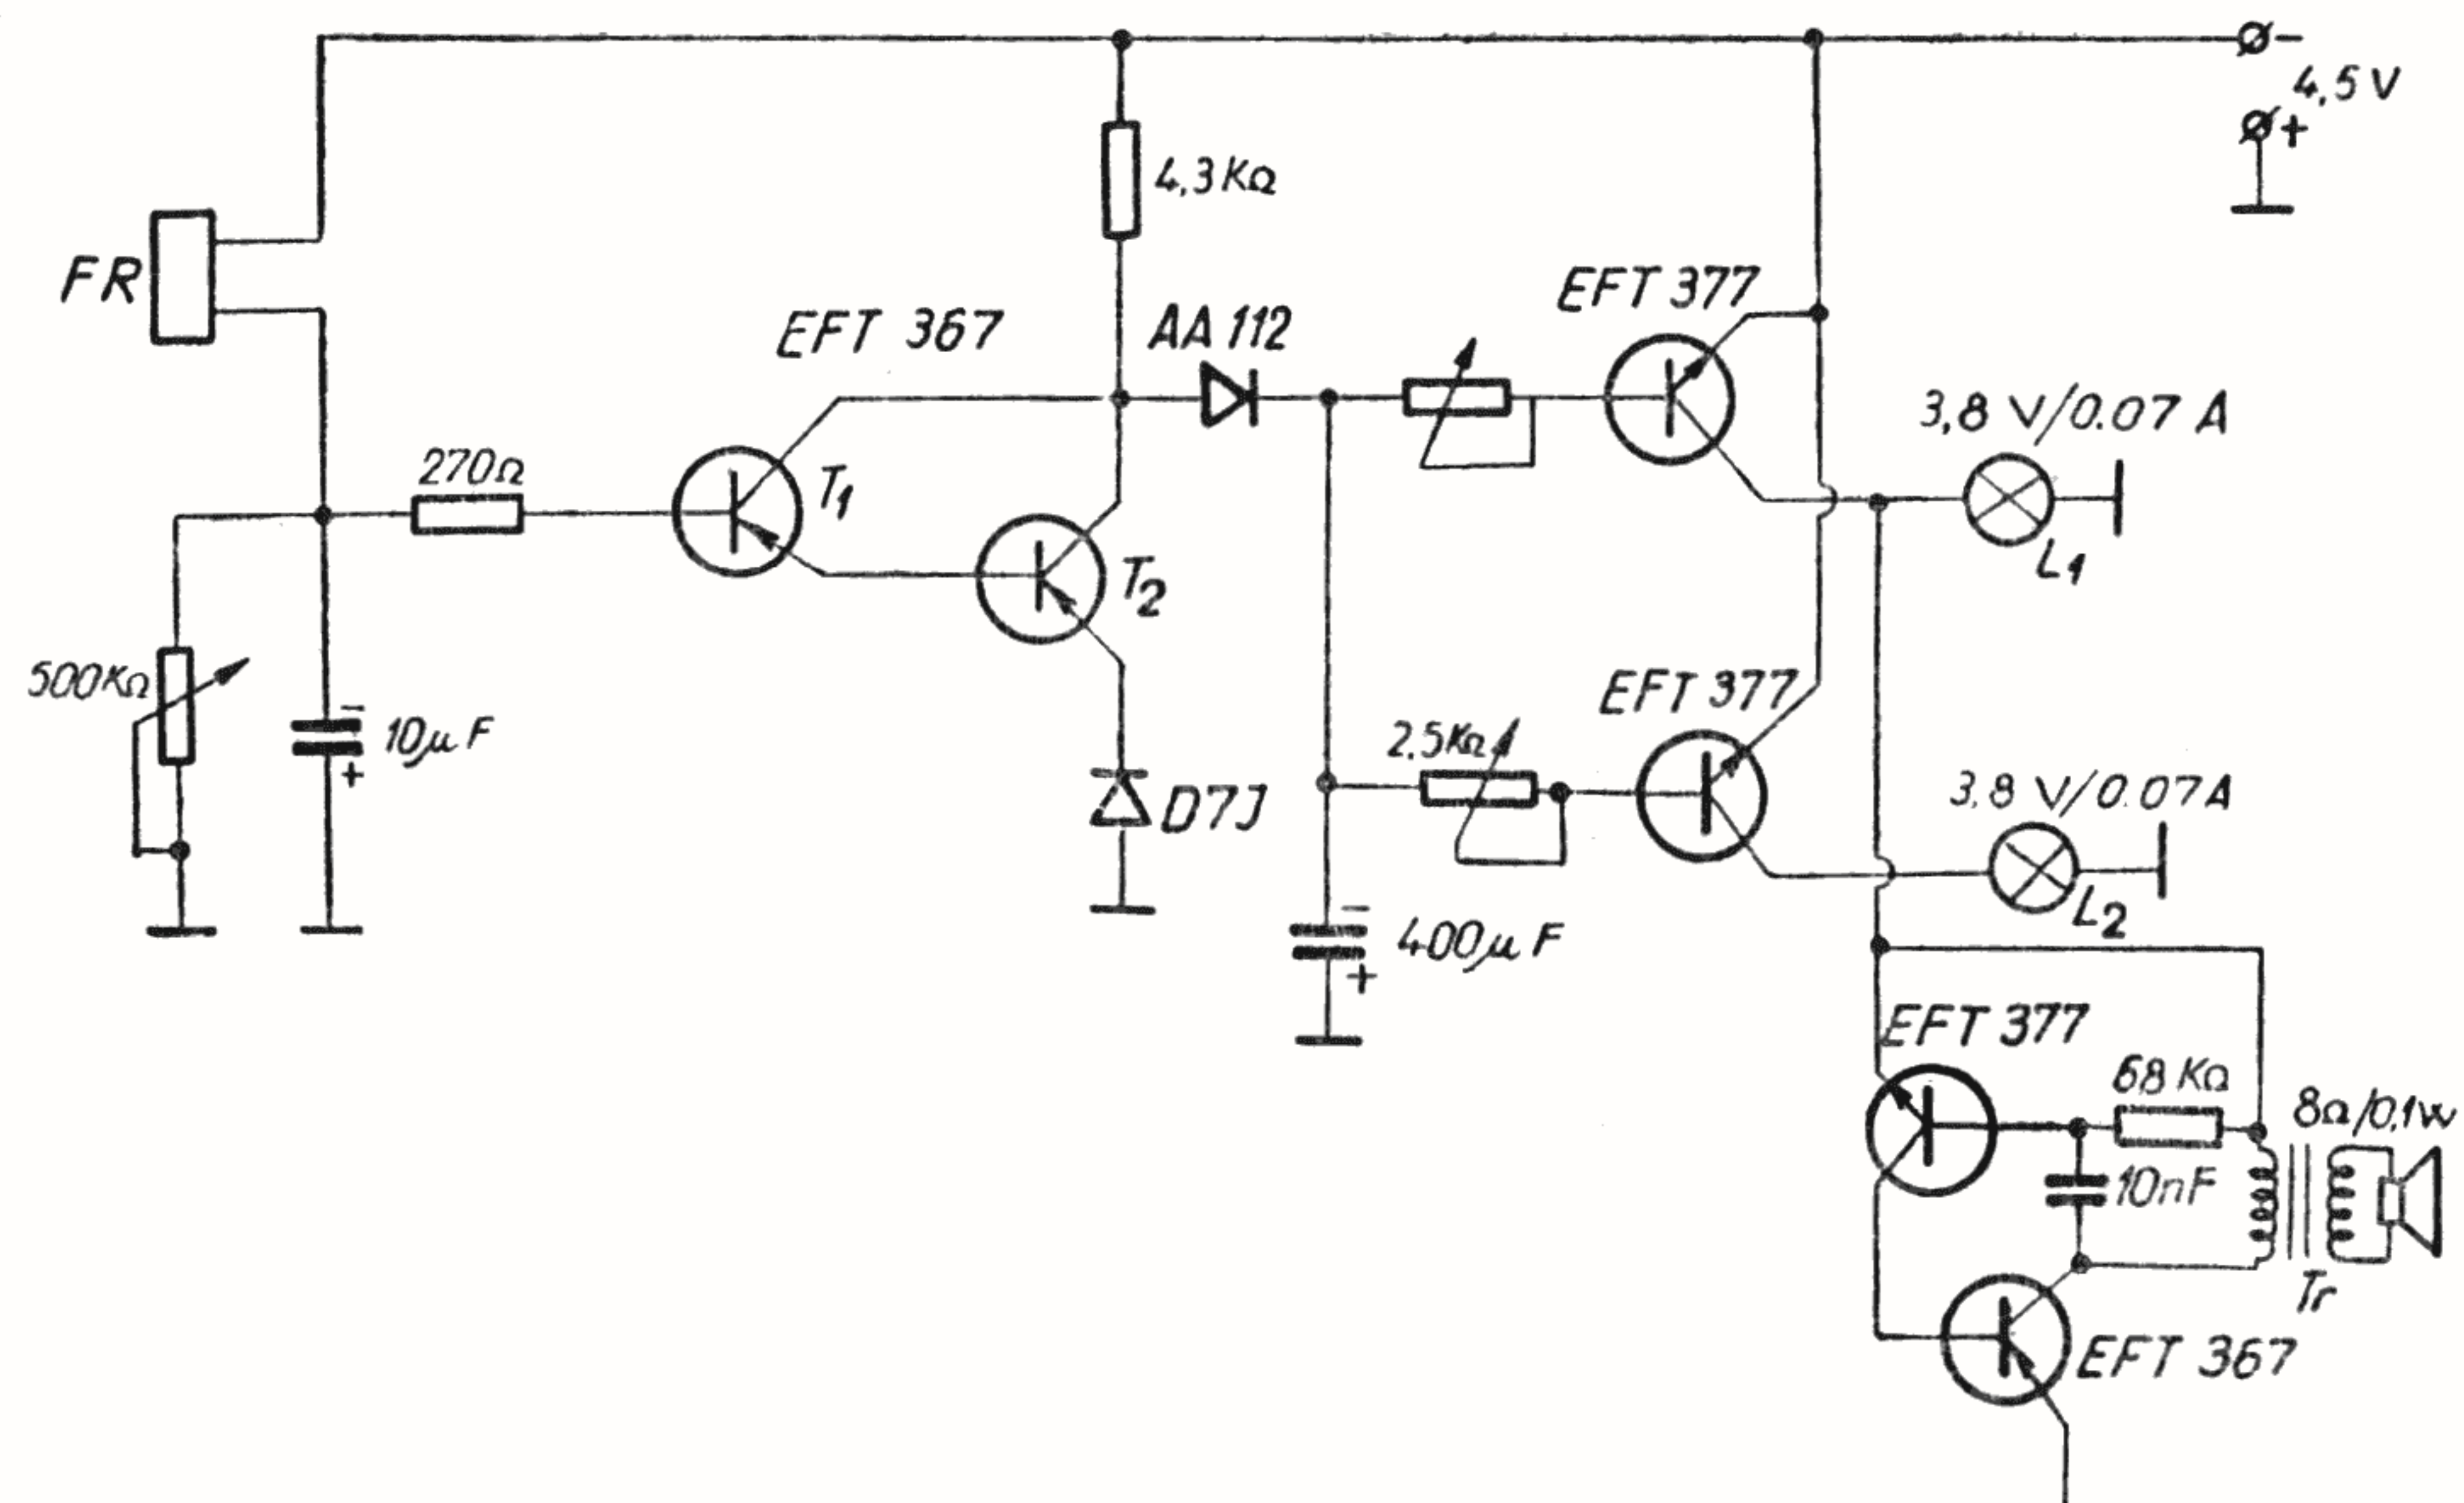 -
4,5 V
+
4,3 KΩ
FR
EFT 367
AA 112
EFT 377
3,8 V/0.07 A
270Ω
T1
L1
T2
500KΩ
-
10μF
+
EFT 377
2,5KΩ
D7J
3,8 V/0.07A
L2
-
400μF
+
EFT 377
68 KΩ
8Ω/0,1W
10nF
Tr
EFT 367